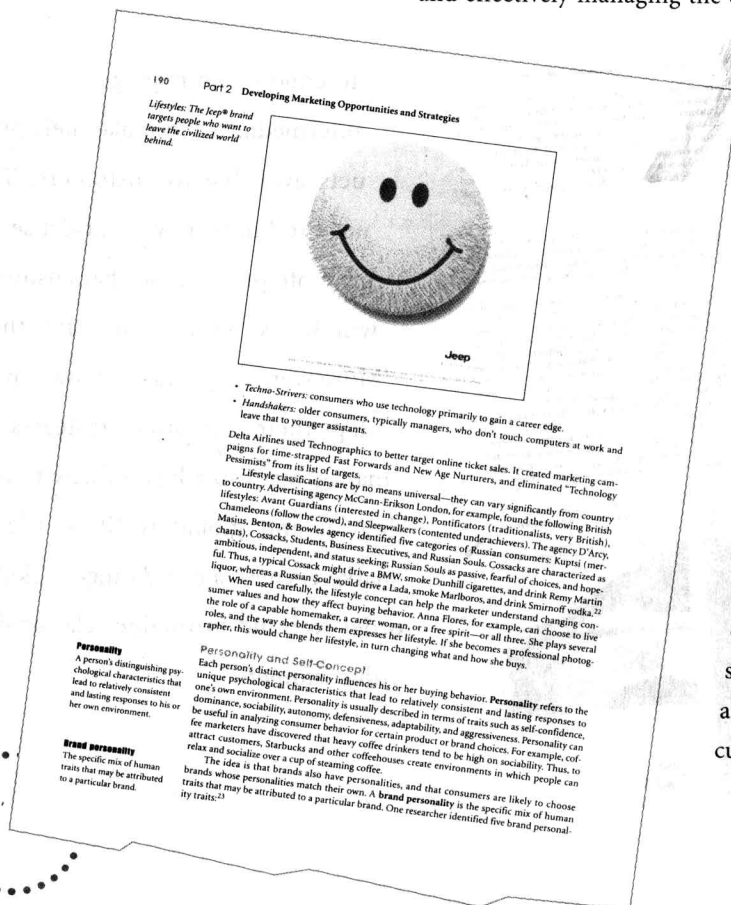 and effectively managing the
190 Part 2 Developing Marketing Opportunities and Strategies
Lifestyles: The Jeep® brand
targets people who want to
leave the civilized world
behind.
Jeep
• Techno-Strivers: consumers who use technology primarily to gain a career edge.
• Handshakers: older consumers, typically managers, who don't touch computers at work and
leave that to younger assistants.
Delta Airlines used Technographics to better target online ticket sales. It created marketing cam-
paigns for time-strapped Fast Forwards and New Age Nurturers, and eliminated “Technology
Pessimists” from its list of targets.
Lifestyle classifications are by no means universal—they can vary significantly from country
to country. Advertising agency McCann-Erikson London, for example, found the following British
lifestyles: Avant Guardians (interested in change), Pontificators (traditionalists, very British),
Chameleons (follow the crowd), and Sleepwalkers (contented underachievers). The agency D'Arcy,
Masius, Benton, & Bowles agency identified five categories of Russian consumers: Kuptsi (mer-
chants), Cossacks, Students, Business Executives, and Russian Souls. Cossacks are characterized as
ambitious, independent, and status seeking; Russian Souls as passive, fearful of choices, and hope-
ful. Thus, a typical Cossack might drive a BMW, smoke Dunhill cigarettes, and drink Remy Martin
liquor, whereas a Russian Soul would drive a Lada, smoke Marlboros, and drink Smirnoff vodka.22
When used carefully, the lifestyle concept can help the marketer understand changing con-
sumer values and how they affect buying behavior. Anna Flores, for example, can choose to live
the role of a capable homemaker, a career woman, or a free spirit—or all three. She plays several
roles, and the way she blends them expresses her lifestyle. If she becomes a professional photog-
rapher, this would change her lifestyle, in turn changing what and how she buys.
Personality and Self-Concept
Each person's distinct personality influences his or her buying behavior. Personality refers to the
unique psychological characteristics that lead to relatively consistent and lasting responses to
one's own environment. Personality is usually described in terms of traits such as self-confidence,
dominance, sociability, autonomy, defensiveness, adaptability, and aggressiveness. Personality can
be useful in analyzing consumer behavior for certain product or brand choices. For example, cof-
fee marketers have discovered that heavy coffee drinkers tend to be high on sociability. Thus, to
attract customers, Starbucks and other coffeehouses create environments in which people can
relax and socialize over a cup of steaming coffee.
The idea is that brands also have personalities, and that consumers are likely to choose
brands whose personalities match their own. A brand personality is the specific mix of human
traits that may be attributed to a particular brand. One researcher identified five brand personal-
ity traits:23
Personality
A person's distinguishing psy-
chological characteristics that
lead to relatively consistent
and lasting responses to his or
her own environment.
Brand personality
The specific mix of human
traits that may be attributed
to a particular brand.